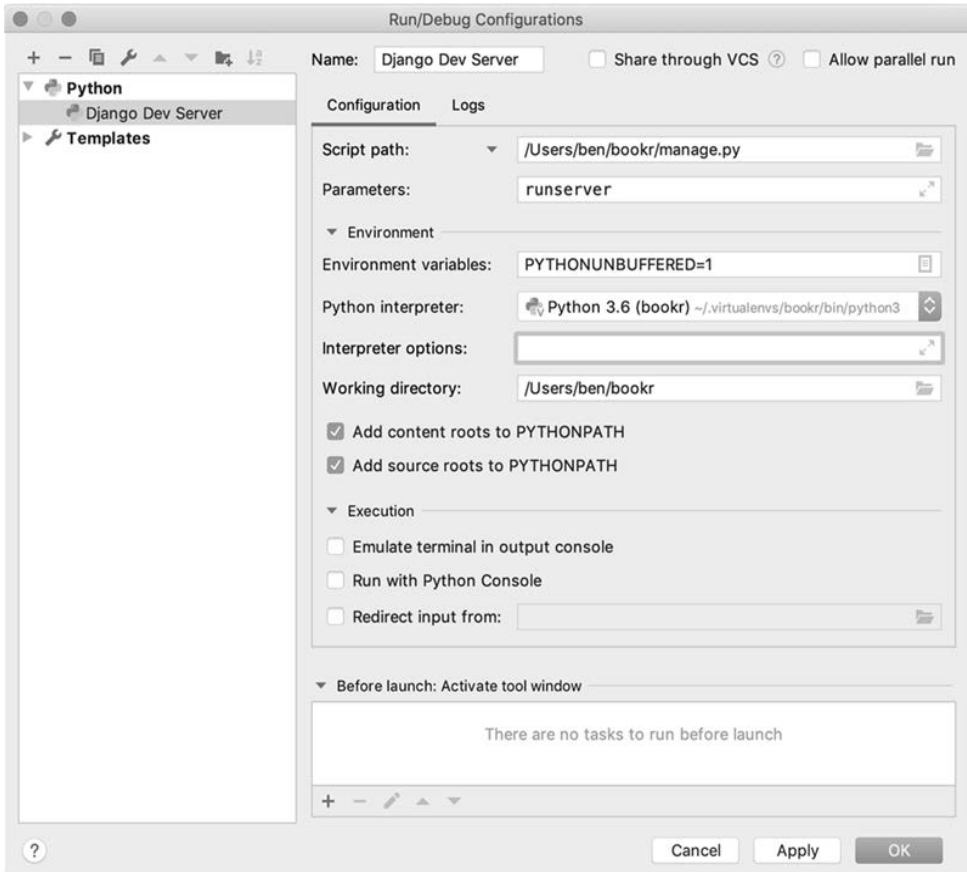 Run/Debug Configurations
Name: Django Dev Server Share through VCS ? Allow parallel run
Python
Django Dev Server
Templates
Configuration Logs
Script path: /Users/ben/bookr/manage.py
Parameters: runserver
Environment
Environment variables: PYTHONUNBUFFERED=1
Python interpreter: Python 3.6 (bookr) ~/.virtualenvs/bookr/bin/python3
Interpreter options:
Working directory: /Users/ben/bookr
Add content roots to PYTHONPATH
Add source roots to PYTHONPATH
Execution
Emulate terminal in output console
Run with Python Console
Redirect input from:
Before launch: Activate tool window
There are no tasks to run before launch
? Cancel Apply OK